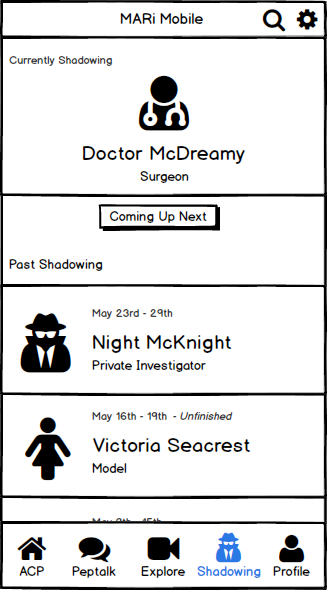 MARi Mobile
Currently Shadowing
Doctor McDreamy
Surgeon
Coming Up Next
Past Shadowing
May 23rd - 29th
Night McKnight
Private Investigator
May 16th - 19th - Unfinished
Victoria Seacrest
Model
ACP Peptalk Explore Shadowing Profile